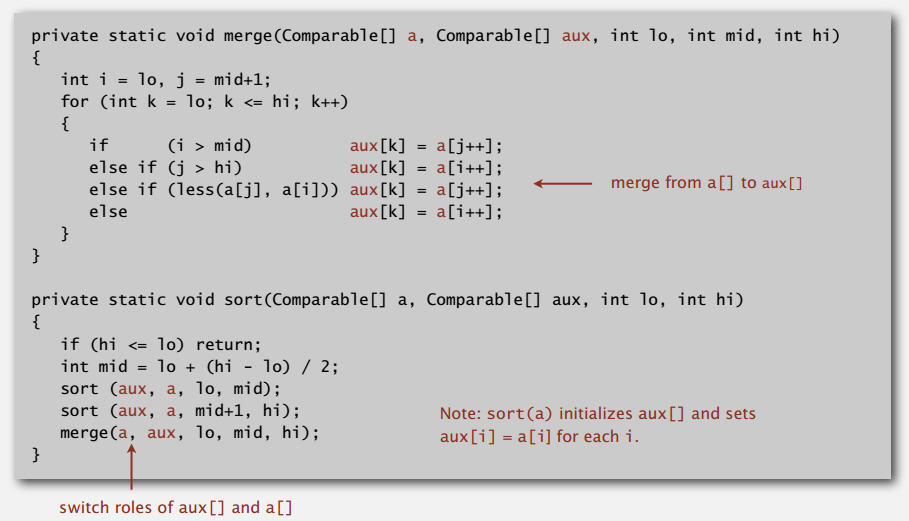 private static void merge(Comparable[] a, Comparable[] aux, int lo, int mid, int hi)
{
   int i = lo, j = mid+1;
   for (int k = lo; k <= hi; k++)
   {
      if      (i > mid)           aux[k] = a[j++];
      else if (j > hi)            aux[k] = a[i++];
      else if (less(a[j], a[i]))  aux[k] = a[j++];
      else                        aux[k] = a[i++];
   }
}
merge from a[] to aux[]
private static void sort(Comparable[] a, Comparable[] aux, int lo, int hi)
{
   if (hi <= lo) return;
   int mid = lo + (hi - lo) / 2;
   sort (aux, a, lo, mid);
   sort (aux, a, mid+1, hi);
   merge(a, aux, lo, mid, hi);
}
Note: sort(a) initializes aux[] and sets
aux[i] = a[i] for each i.
switch roles of aux[] and a[]